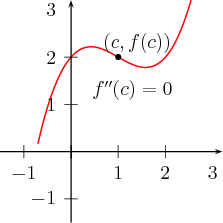 3
2
(c, f(c))
f″(c) = 0
1
−1 1 2 3
−1